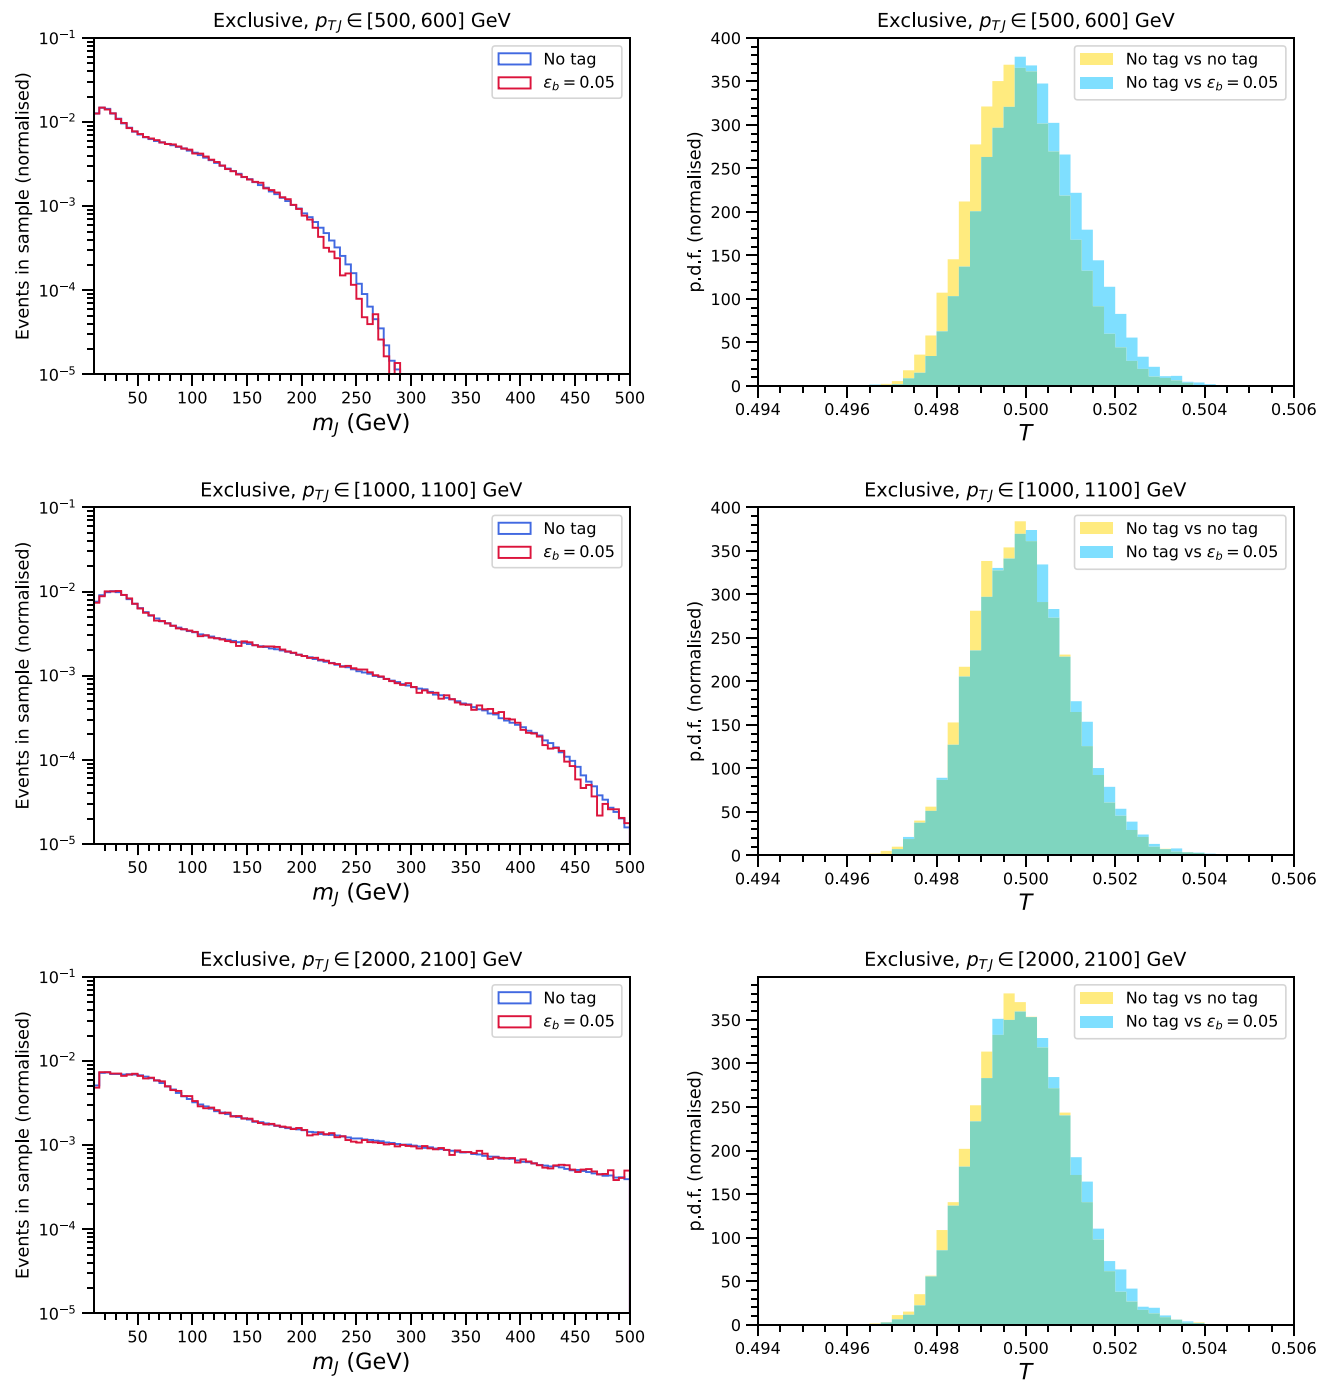 Exclusive, p_{TJ} ∈ [500, 600] GeV
Events in sample (normalised)
10^{-1}
10^{-2}
10^{-3}
10^{-4}
10^{-5}
No tag
ε_b = 0.05
50 100 150 200 250 300 350 400 450 500
m_J (GeV)
Exclusive, p_{TJ} ∈ [500, 600] GeV
p.d.f. (normalised)
400
350
300
250
200
150
100
50
0
No tag vs no tag
No tag vs ε_b = 0.05
0.494 0.496 0.498 0.500 0.502 0.504 0.506
T
Exclusive, p_{TJ} ∈ [1000, 1100] GeV
Events in sample (normalised)
10^{-1}
10^{-2}
10^{-3}
10^{-4}
10^{-5}
No tag
ε_b = 0.05
50 100 150 200 250 300 350 400 450 500
m_J (GeV)
Exclusive, p_{TJ} ∈ [1000, 1100] GeV
p.d.f. (normalised)
400
350
300
250
200
150
100
50
0
No tag vs no tag
No tag vs ε_b = 0.05
0.494 0.496 0.498 0.500 0.502 0.504 0.506
T
Exclusive, p_{TJ} ∈ [2000, 2100] GeV
Events in sample (normalised)
10^{-1}
10^{-2}
10^{-3}
10^{-4}
10^{-5}
No tag
ε_b = 0.05
50 100 150 200 250 300 350 400 450 500
m_J (GeV)
Exclusive, p_{TJ} ∈ [2000, 2100] GeV
p.d.f. (normalised)
350
300
250
200
150
100
50
0
No tag vs no tag
No tag vs ε_b = 0.05
0.494 0.496 0.498 0.500 0.502 0.504 0.506
T